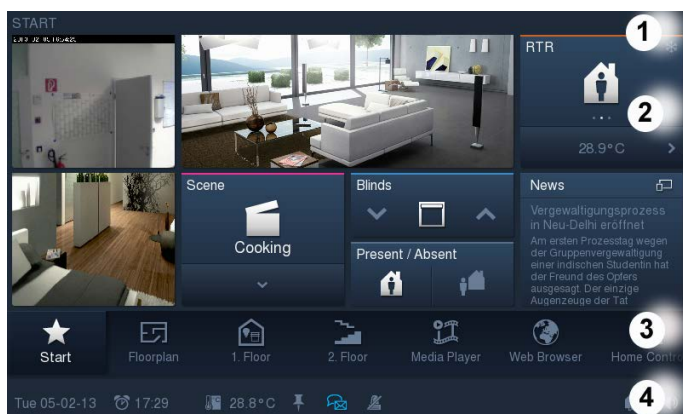 START
1
RTR
2
28.9°C
Scene
Cooking
Blinds
Present / Absent
News
Vergewaltigungsprozess
in Neu-Delhi eröffnet
Am ersten Prozesstag wegen
der Gruppenvergewaltigung
einer indischen Studentin hat
der Freund des Opfers
ausgesagt. Der einzige
Augenzeuge der Tat
3
Start
Floorplan
1. Floor
2. Floor
Media Player
Web Browser
Home Contro
4
Tue 05-02-13
17:29
28.8°C